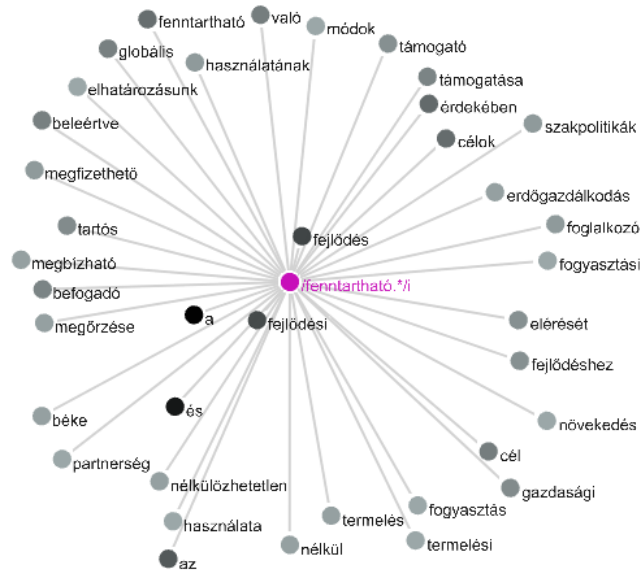 fenntartható
való
módok
támogató
globális
használatának
támogatása
elhatározásunk
érdekében
beleértve
szakpolitikák
célok
megfizethető
erdőgazdálkodás
tartós
foglalkozó
fejlődés
megbízható
fogyasztási
/fenntartható.*/i
befogadó
a
fejlődési
megőrzése
elérését
fejlődéshez
béke
és
növekedés
cél
partnerség
nélkülözhetetlen
gazdasági
fogyasztás
termelés
használata
nélkül
termelési
az